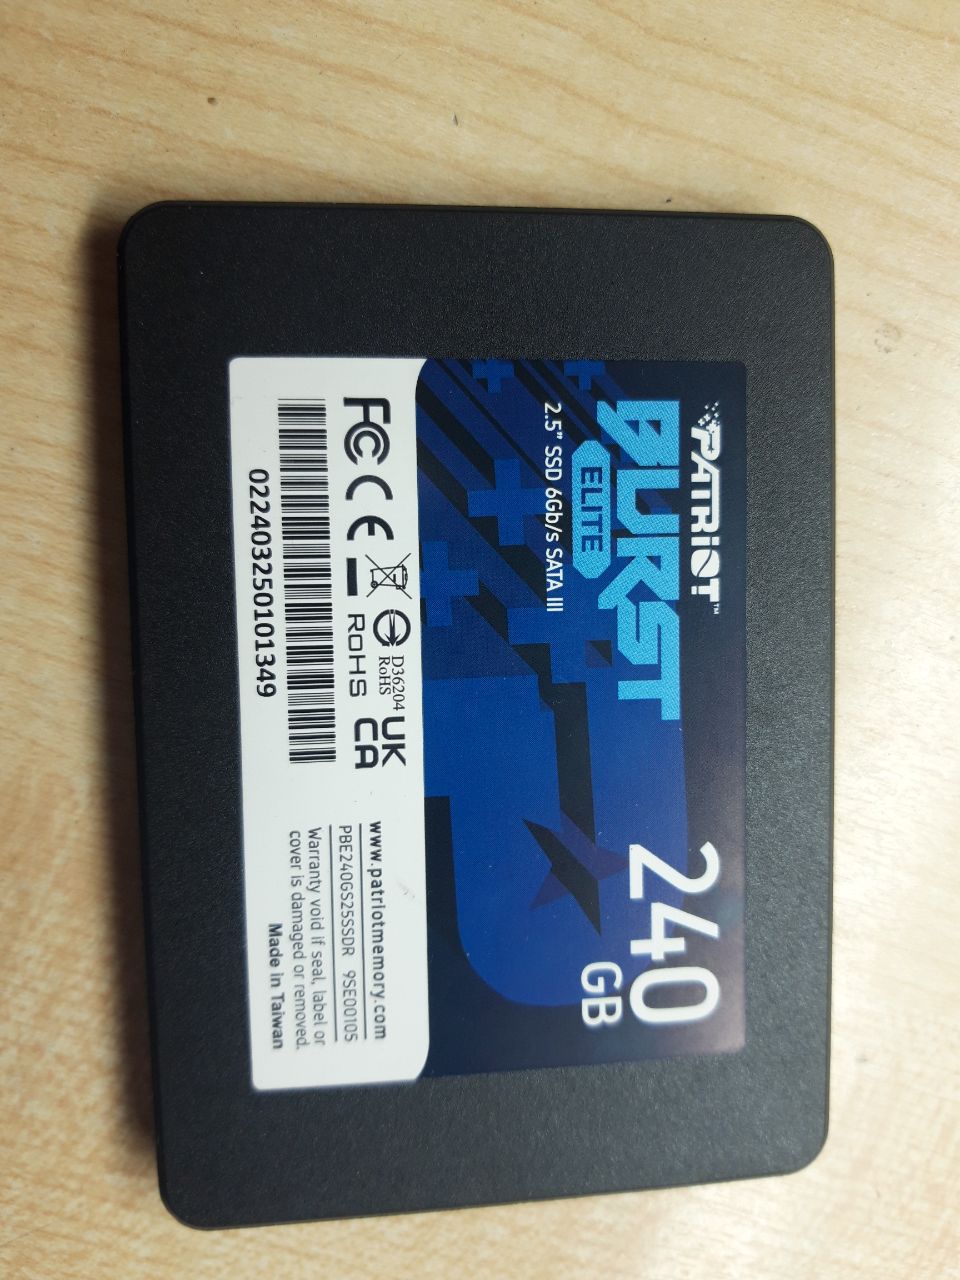 PATRIOT™
BURST
ELITE
2.5" SSD 6Gb/s SATA III
240
GB
FC CE
D36204
RoHS
UK
CA
RoHS
02240325010 1349
www.patriotmemory.com
PBE240GS25SSDR 9SE00105
Warranty void if seal, label or
cover is damaged or removed.
Made in Taiwan